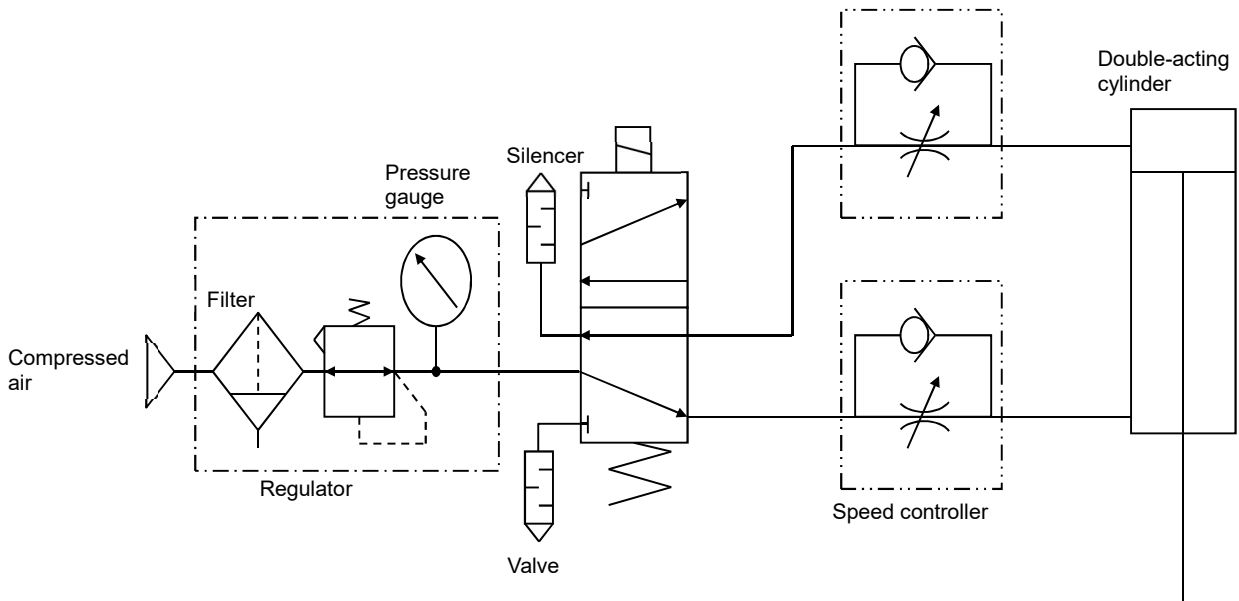 Double-acting
cylinder
Silencer
Pressure
gauge
Filter
Compressed
air
Regulator
Speed controller
Valve